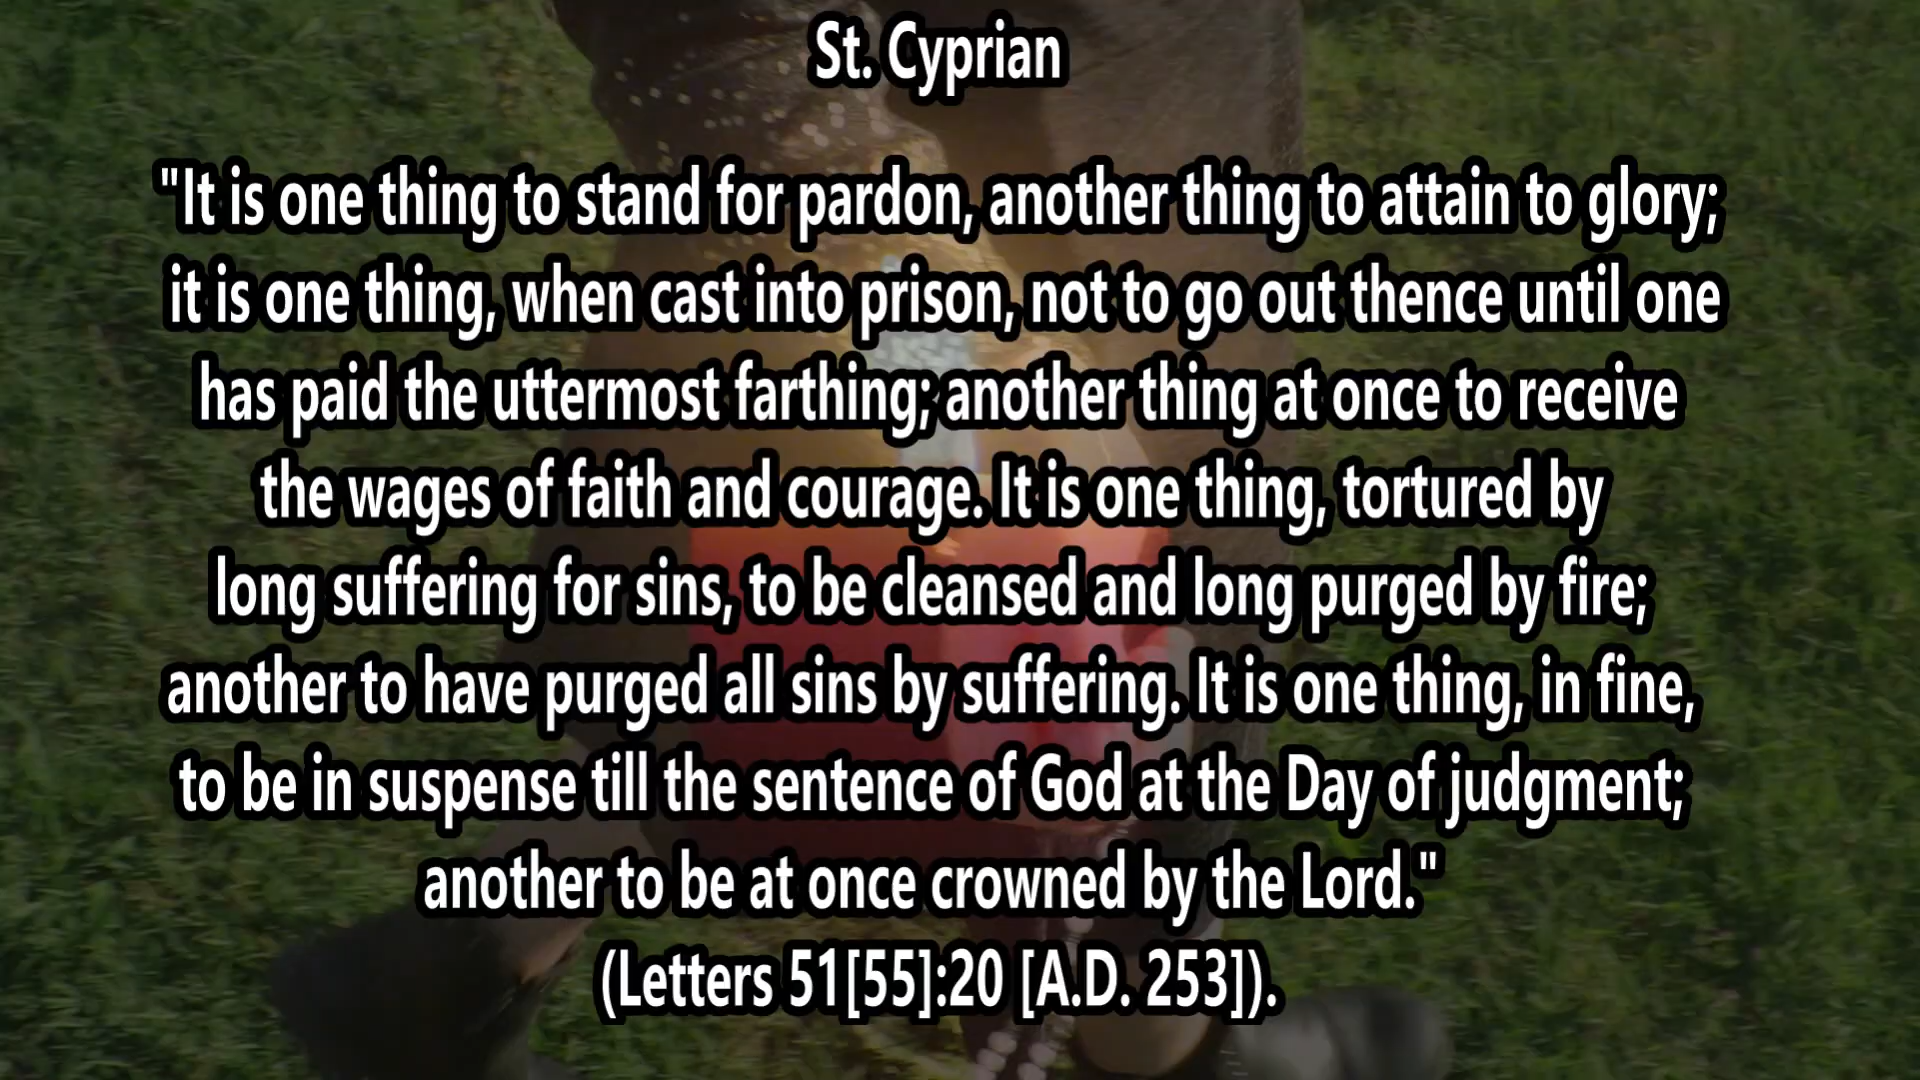 St. Cyprian
"It is one thing to stand for pardon, another thing to attain to glory;
it is one thing, when cast into prison, not to go out thence until one
has paid the uttermost farthing; another thing at once to receive
the wages of faith and courage. It is one thing, tortured by
long suffering for sins, to be cleansed and long purged by fire;
another to have purged all sins by suffering. It is one thing, in fine,
to be in suspense till the sentence of God at the Day of judgment;
another to be at once crowned by the Lord."
(Letters 51[55]:20 [A.D. 253]).